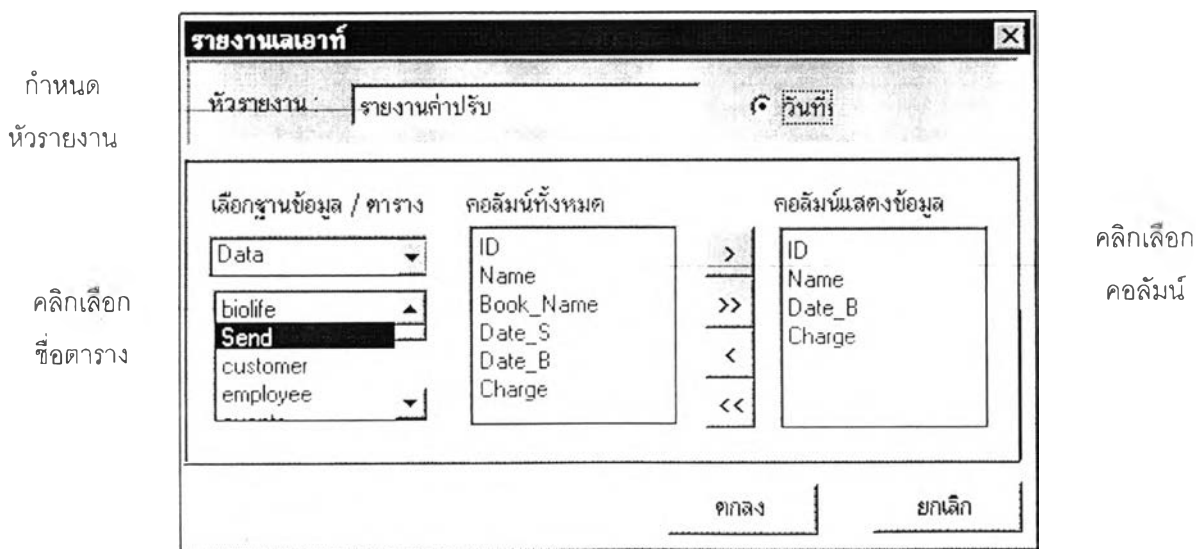 รายงานเลเอาท์
กำหนด
หัวรายงาน
หัวรายงาน :
รายงานค่าปรับ
วันที่
เลือกฐานข้อมูล / ตาราง
คอลัมน์ทั้งหมด
คอลัมน์แสดงข้อมูล
Data
biolife
Send
customer
employee
ID
Name
Book_Name
Date_S
Date_B
Charge
>
>>
<
<<
ID
Name
Date_B
Charge
คลิกเลือก
ชื่อตาราง
คลิกเลือก
คอลัมน์
ตกลง
ยกเลิก